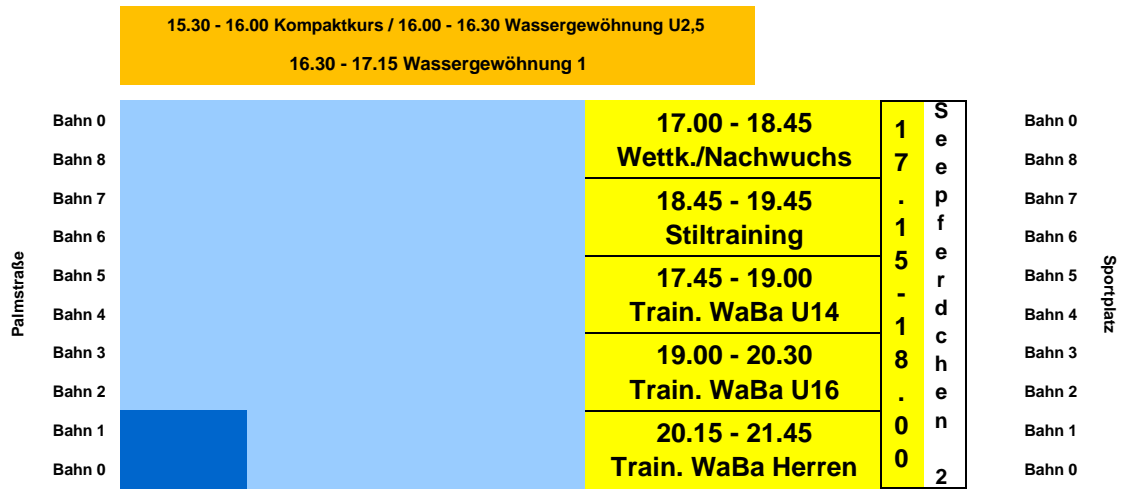 15.30 - 16.00 Kompaktkurs / 16.00 - 16.30 Wassergewöhnung U2,5
16.30 - 17.15 Wassergewöhnung 1
Palmstraße
Bahn 0
Bahn 8
Bahn 7
Bahn 6
Bahn 5
Bahn 4
Bahn 3
Bahn 2
Bahn 1
Bahn 0
17.00 - 18.45
Wettk./Nachwuchs
18.45 - 19.45
Stiltraining
17.45 - 19.00
Train. WaBa U14
19.00 - 20.30
Train. WaBa U16
20.15 - 21.45
Train. WaBa Herren
17.15-18.00
Seepferdchen 2
Bahn 0
Bahn 8
Bahn 7
Bahn 6
Bahn 5
Bahn 4
Bahn 3
Bahn 2
Bahn 1
Bahn 0
Sportplatz